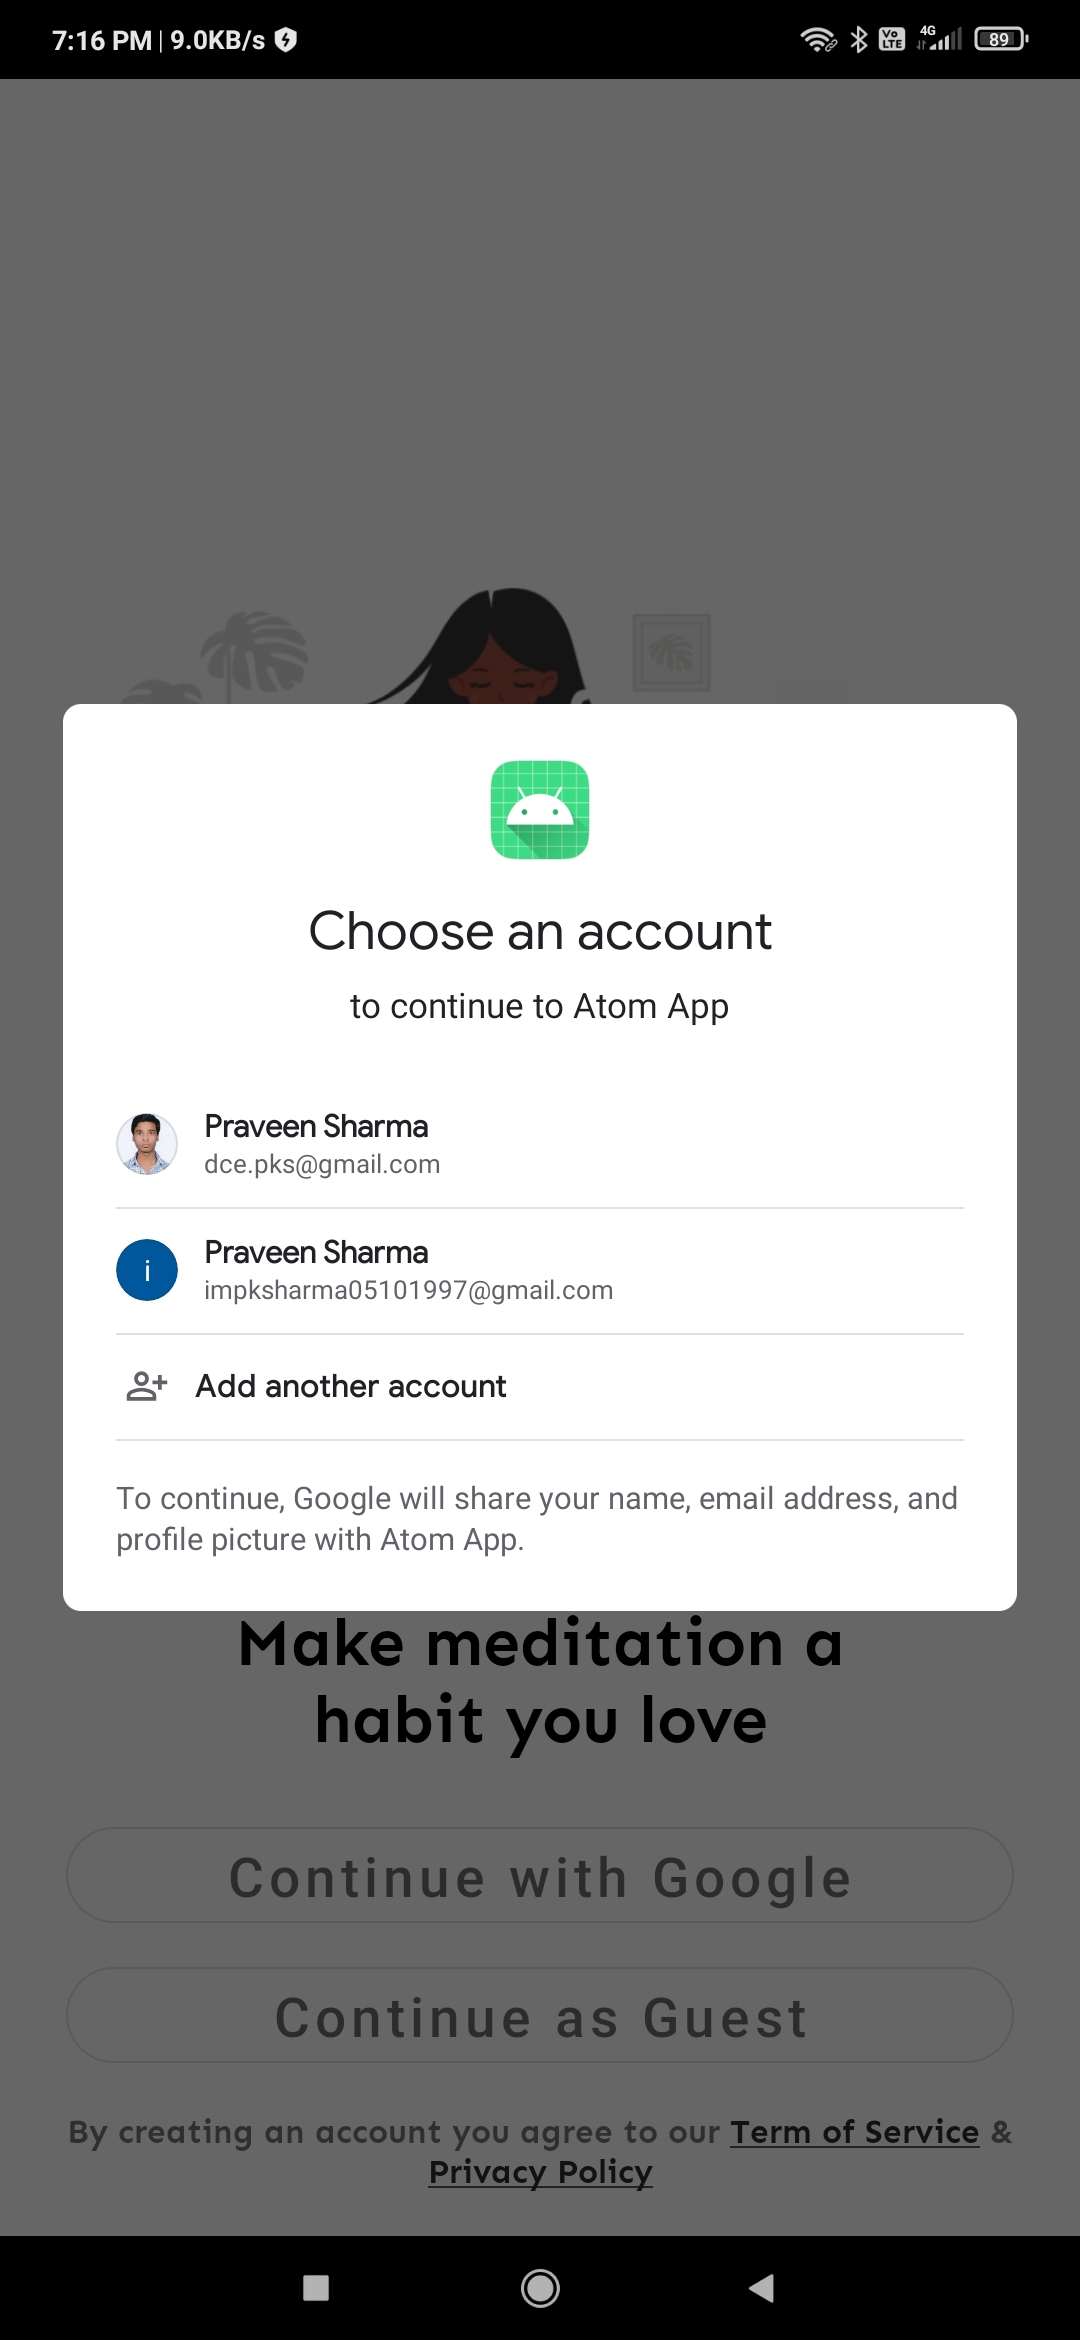 7:16 PM | 9.0KB/s
Vo LTE 4G 89
Choose an account
to continue to Atom App
Praveen Sharma
dce.pks@gmail.com
i
Praveen Sharma
impksharma05101997@gmail.com
Add another account
To continue, Google will share your name, email address, and
profile picture with Atom App.
Make meditation a
habit you love
Continue with Google
Continue as Guest
By creating an account you agree to our Term of Service &
Privacy Policy